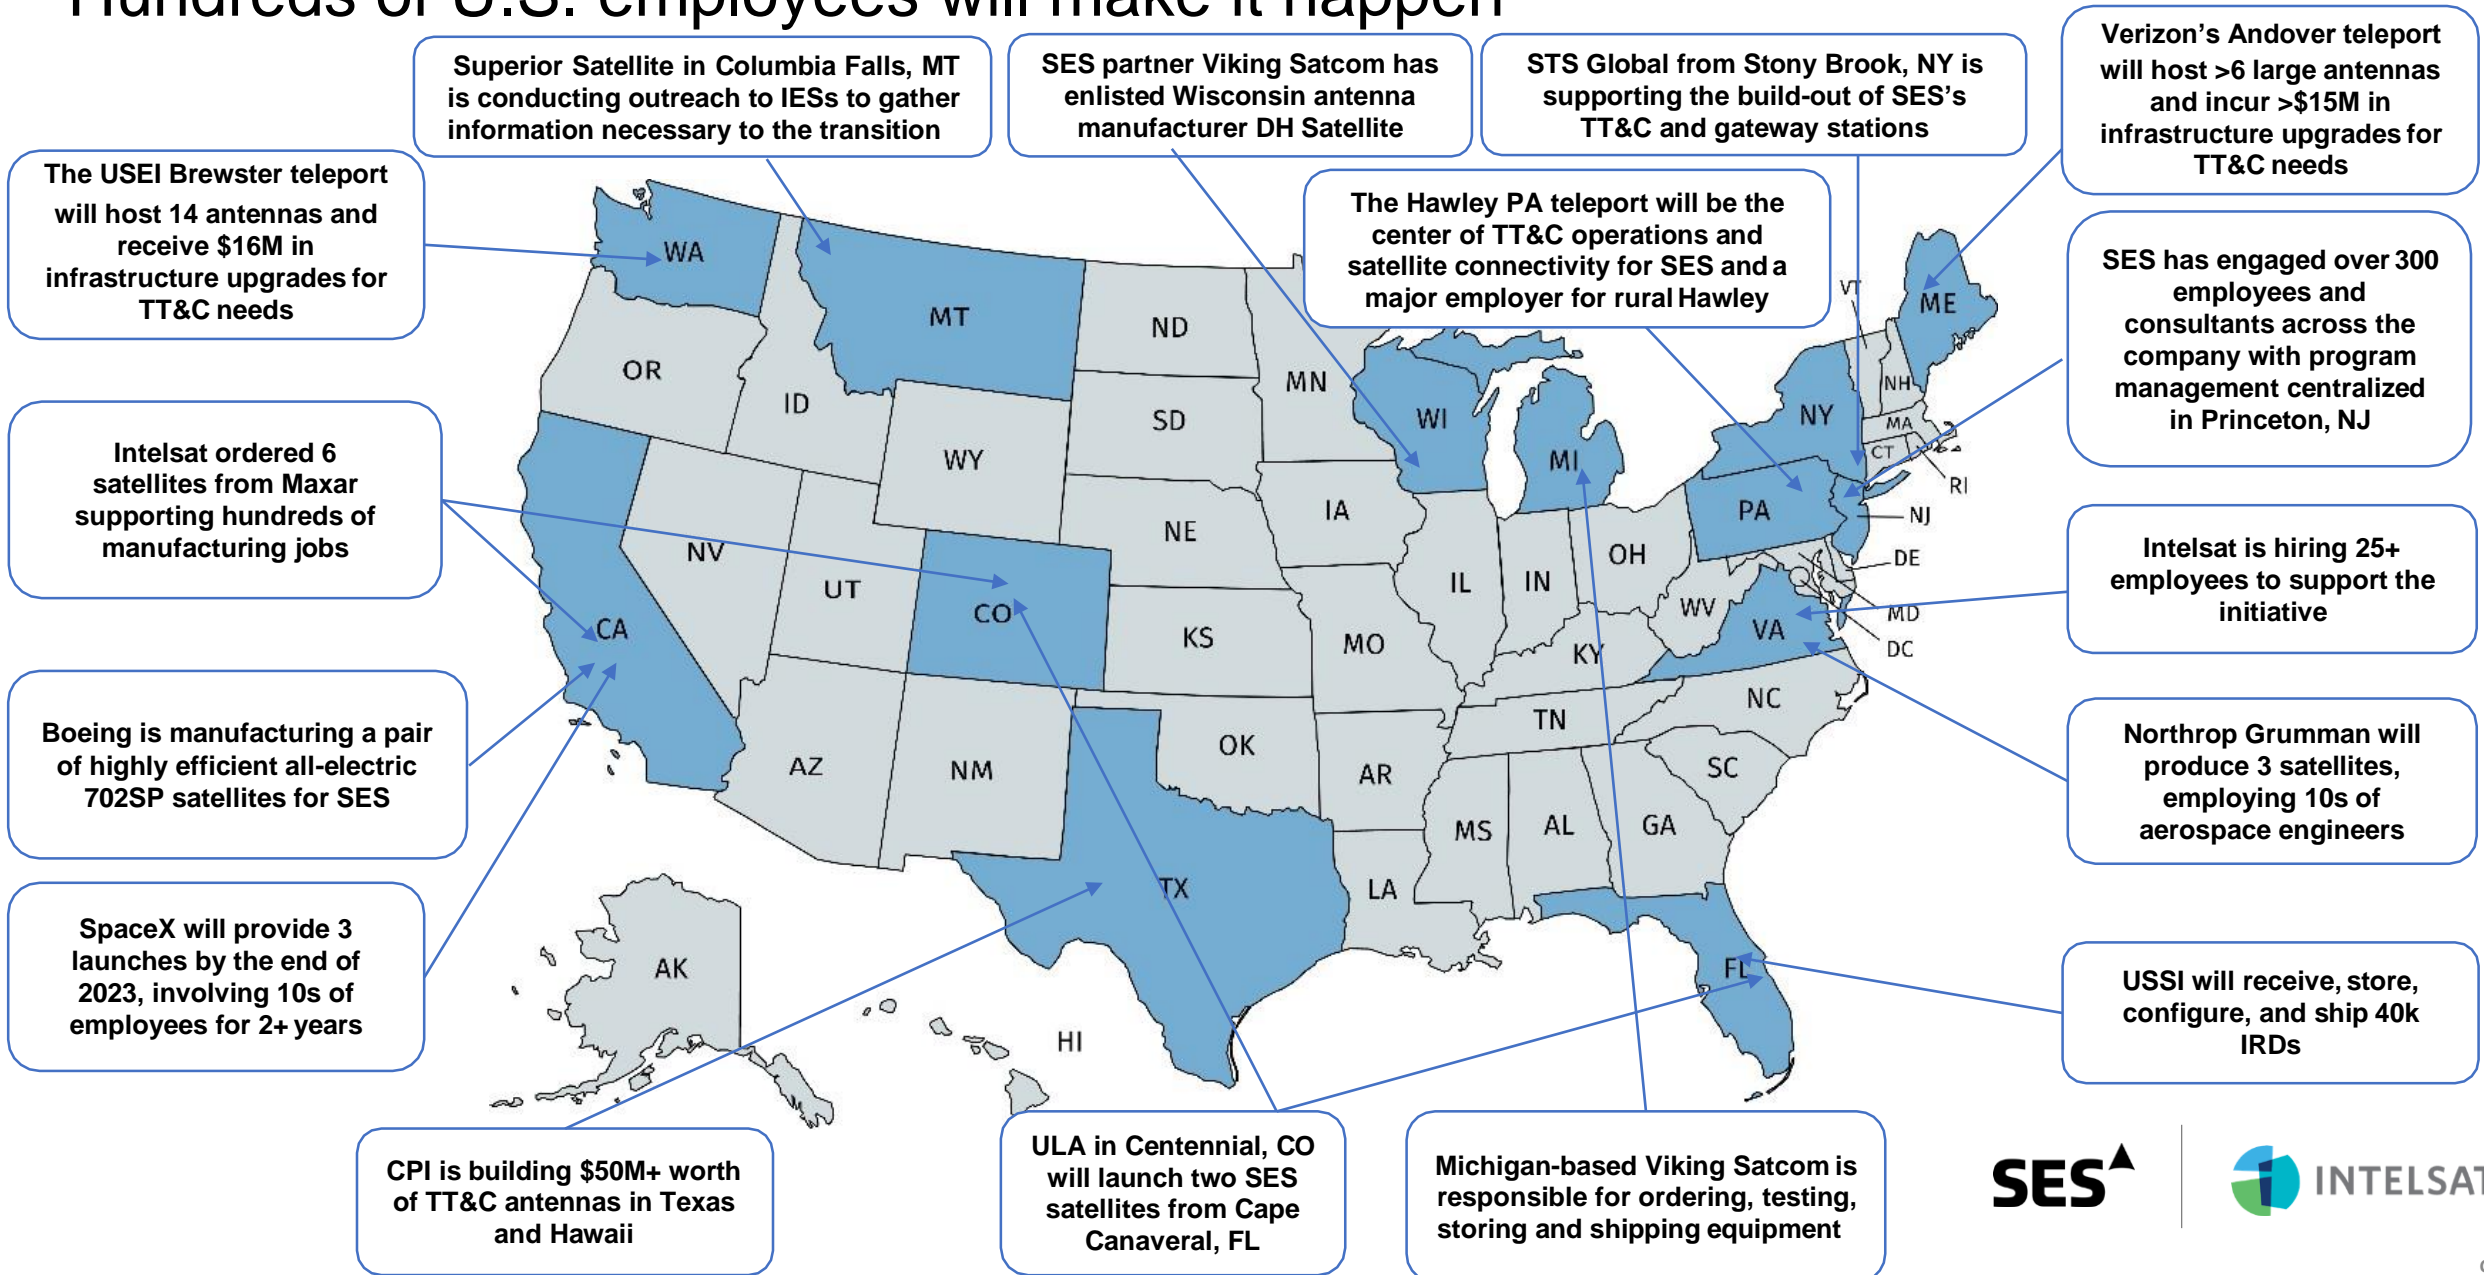 Hundreds of U.S. employees will make it happen
Superior Satellite in Columbia Falls, MT
is conducting outreach to IESs to gather
information necessary to the transition
SES partner Viking Satcom has
enlisted Wisconsin antenna
manufacturer DH Satellite
STS Global from Stony Brook, NY is
supporting the build-out of SES's
TT&C and gateway stations
Verizon's Andover teleport
will host >6 large antennas
and incur >$15M in
infrastructure upgrades for
TT&C needs
The USEI Brewster teleport
will host 14 antennas and
receive $16M in
infrastructure upgrades for
TT&C needs
The Hawley PA teleport will be the
center of TT&C operations and
satellite connectivity for SES and a
major employer for rural Hawley
SES has engaged over 300
employees and
consultants across the
company with program
management centralized
in Princeton, NJ
Intelsat ordered 6
satellites from Maxar
supporting hundreds of
manufacturing jobs
Intelsat is hiring 25+
employees to support the
initiative
Boeing is manufacturing a pair
of highly efficient all-electric
702SP satellites for SES
Northrop Grumman will
produce 3 satellites,
employing 10s of
aerospace engineers
SpaceX will provide 3
launches by the end of
2023, involving 10s of
employees for 2+ years
USSI will receive, store,
configure, and ship 40k
IRDs
CPI is building $50M+ worth
of TT&C antennas in Texas
and Hawaii
ULA in Centennial, CO
will launch two SES
satellites from Cape
Canaveral, FL
Michigan-based Viking Satcom is
responsible for ordering, testing,
storing and shipping equipment
WA
MT
ND
MN
VT
ME
OR
ID
SD
WI
NY
NH
MA
WY
MI
CT
RI
NE
IA
PA
NJ
NV
UT
CO
IL
IN
OH
DE
CA
KS
MO
WV
VA
MD
KY
DC
AZ
NM
OK
TN
NC
AR
SC
MS
AL
GA
TX
LA
AK
FL
HI
SES
INTELSAT